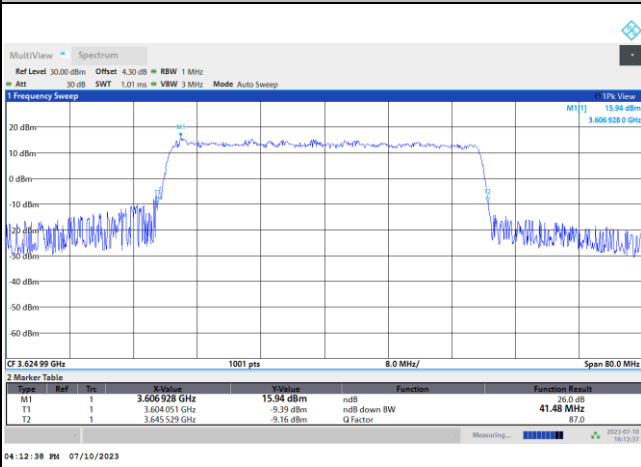 MultiView Spectrum
Ref Level 30.00 dBm Offset 4.30 dB RBW 1 MHz
Att 30 dB SWT 1.01 ms VBW 3 MHz Mode Auto Sweep
1 Frequency Sweep 1Pk View
M1[1] 15.94 dBm
3.606 928 0 GHz
M1
20 dBm
10 dBm
0 dBm
T1 T2
-10 dBm
-20 dBm
-30 dBm
-40 dBm
-50 dBm
-60 dBm
CF 3.624 99 GHz 1001 pts 8.0 MHz/ Span 80.0 MHz
2 Marker Table
Type Ref Trc X-Value Y-Value Function Function Result
M1 1 3.606 928 GHz 15.94 dBm ndB 26.0 dB
T1 1 3.604 051 GHz -9.39 dBm ndB down BW 41.48 MHz
T2 1 3.645 529 GHz -9.16 dBm Q Factor 87.0
Measuring... 2023-07-10
16:12:37
04:12:38 PM 07/10/2023